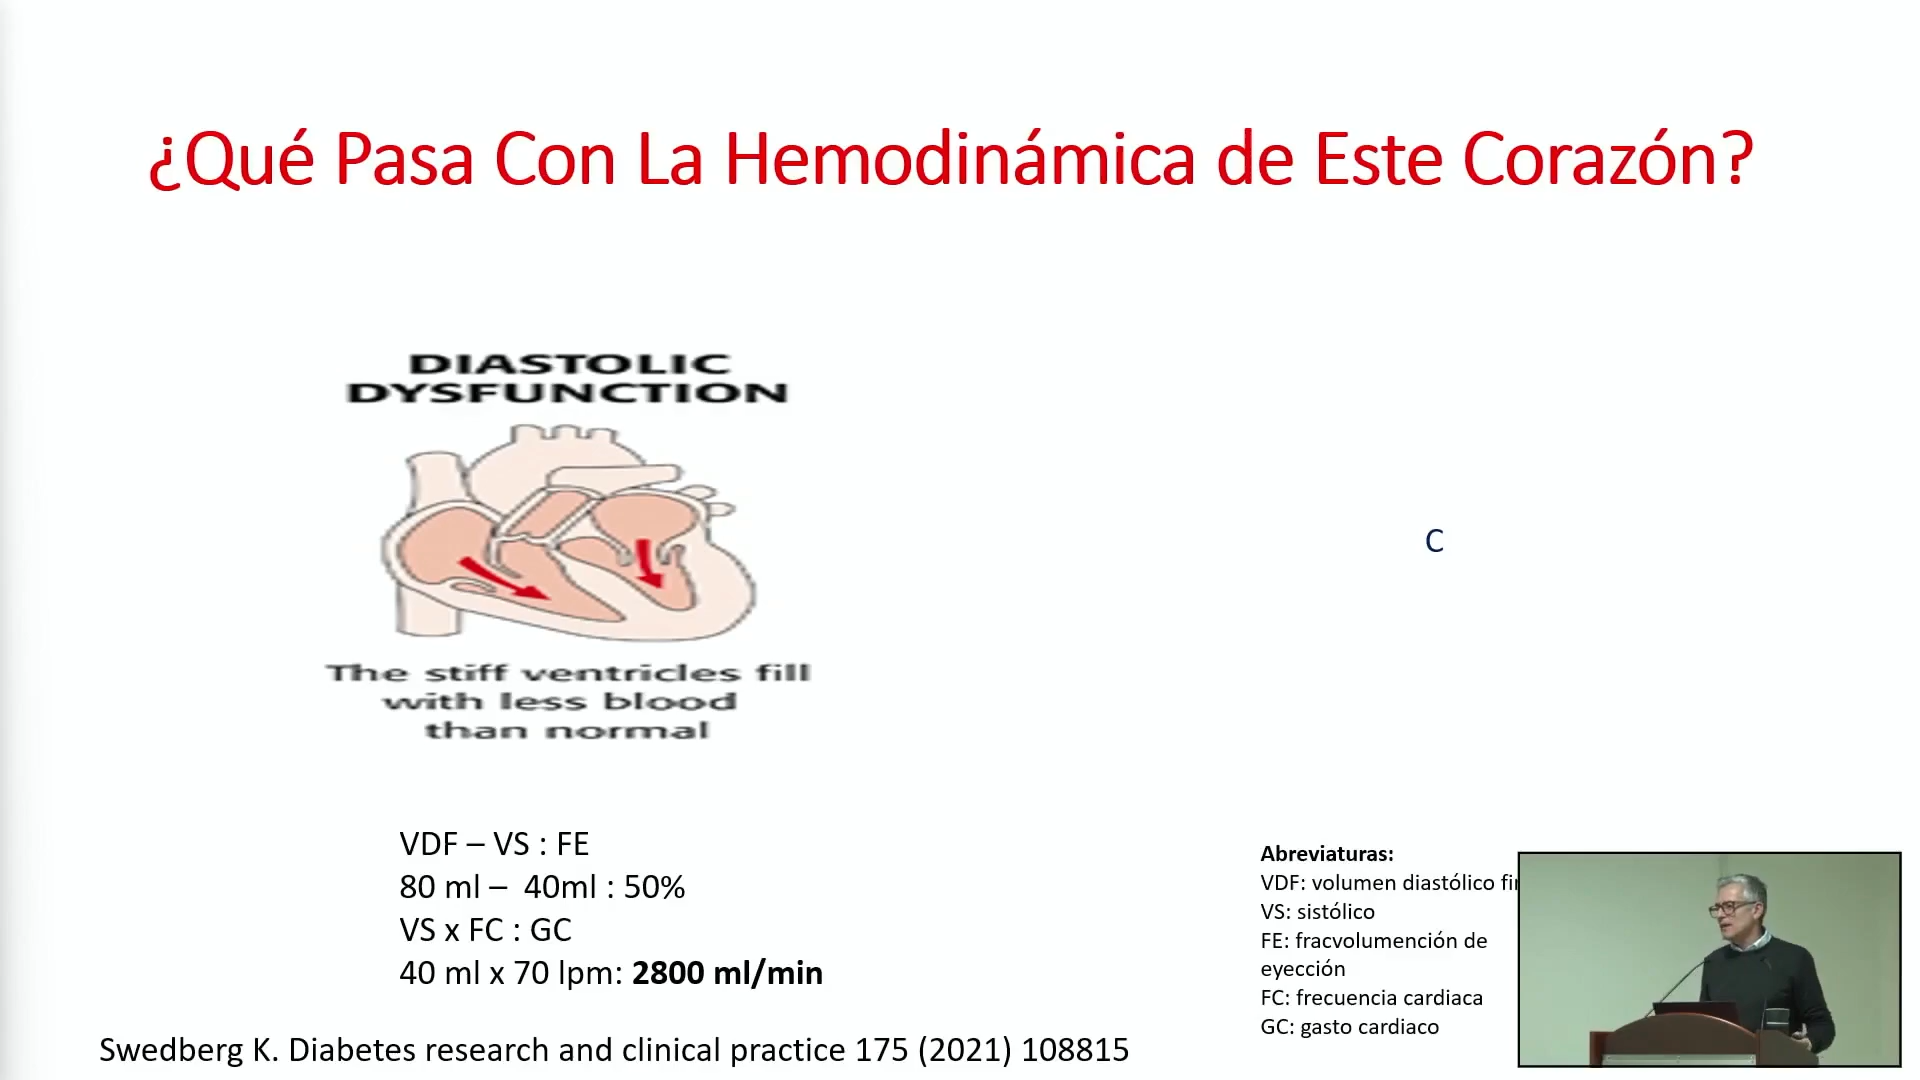 ¿Qué Pasa Con La Hemodinámica de Este Corazón?
DIASTOLIC
DYSFUNCTION
The stiff ventricles fill
with less blood
than normal
C
VDF – VS : FE
80 ml –  40ml : 50%
VS x FC : GC
40 ml x 70 lpm: 2800 ml/min
Abreviaturas:
VDF: volumen diastólico
VS: sistólico
FE: fracvolumención de
eyección
FC: frecuencia cardiaca
GC: gasto cardiaco
Swedberg K. Diabetes research and clinical practice 175 (2021) 108815